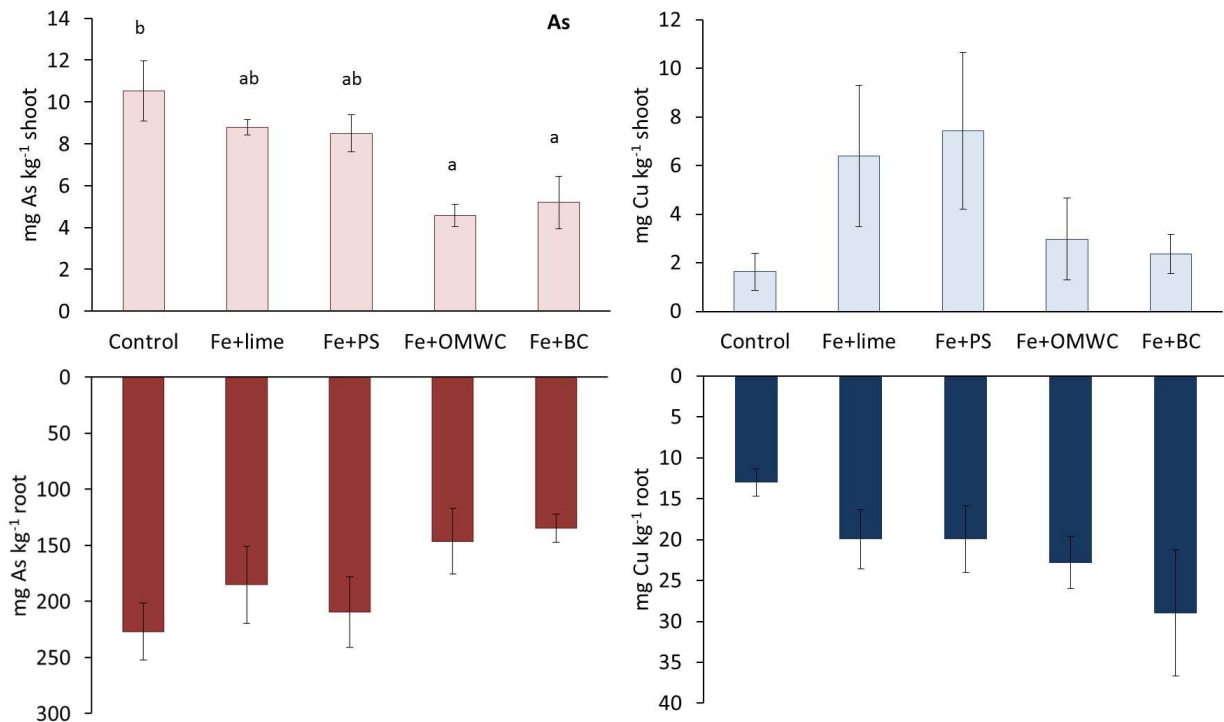 As
mg As kg⁻¹ shoot
14
12
10
8
6
4
2
0
b
ab
ab
a
a
Control Fe+lime Fe+PS Fe+OMWC Fe+BC
mg As kg⁻¹ root
0
50
100
150
200
250
300
mg Cu kg⁻¹ shoot
12
10
8
6
4
2
0
Control Fe+lime Fe+PS Fe+OMWC Fe+BC
mg Cu kg⁻¹ root
0
5
10
15
20
25
30
35
40